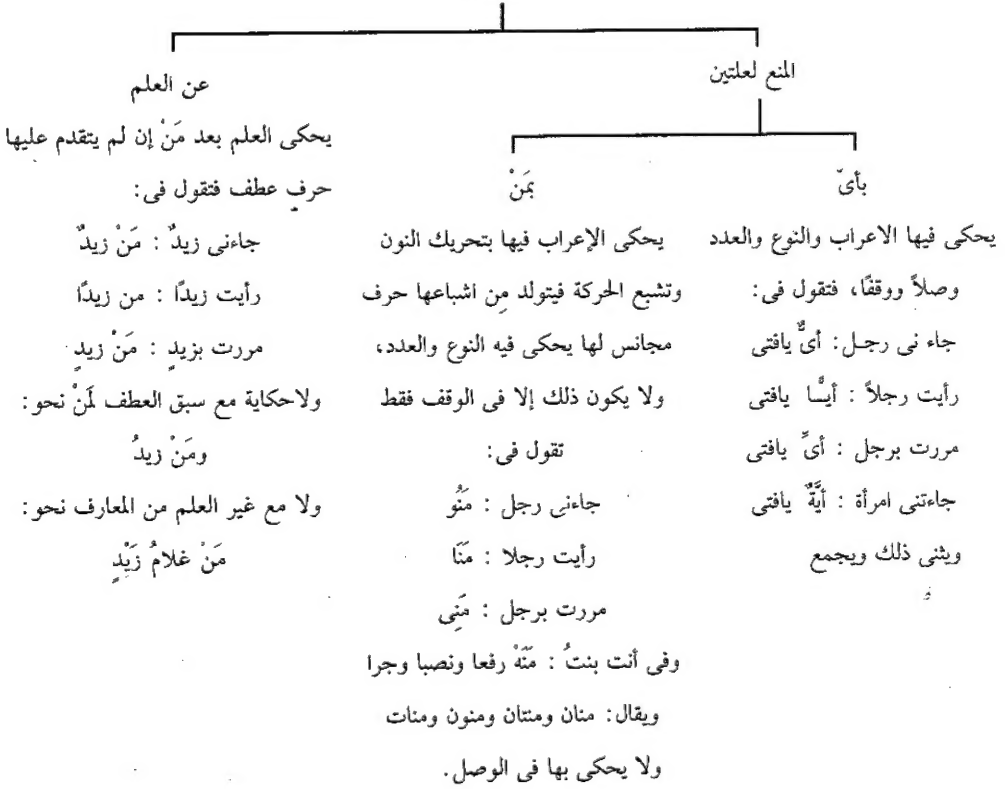 المنع لعلتين
بأىّ
يحكى فيها الاعراب والنوع والعدد
وصلاً ووقفًا، فتقول فى:
جاء نى رجـل: أىٌّ يافتى
رأيت رجلاً : أيـًّا يافتى
مررت برجل : أىٍّ يافتى
جاءتنى امرأة : أيَّةٌ يافتى
ويثنى ذلك ويجمع
بمَنْ
يحكى الإعراب فيها بتحريك النون
وتشبع الحركة فيتولد مِن اشباعها حرف
مجانس لها يحكى فيه النوع والعدد،
ولا يكون ذلك إلا فى الوقف فقط
تقول فى:
جاءنى رجل : مَنُو
رأيت رجلا : مَنَا
مررت برجل : مَنِى
وفى أنت بنتُ : مَنَهْ رفعا ونصبا وجرا
ويقال: منان ومنتان ومنون ومنات
ولا يحكى بها فى الوصل.
عن العلم
يحكى العلم بعد مَنْ إن لم يتقدم عليها
حرف عطف فتقول فى:
جاءنى زيدٌ : مَنْ زيدٌ
رأيت زيدًا : من زيدًا
مررت بزيدٍ : مَنْ زيدٍ
ولاحكاية مع سبق العطف لَمنْ نحو:
ومَنْ زيدُ
ولا مع غير العلم من المعارف نحو:
مَنْ غلامُ زَيْدٍ